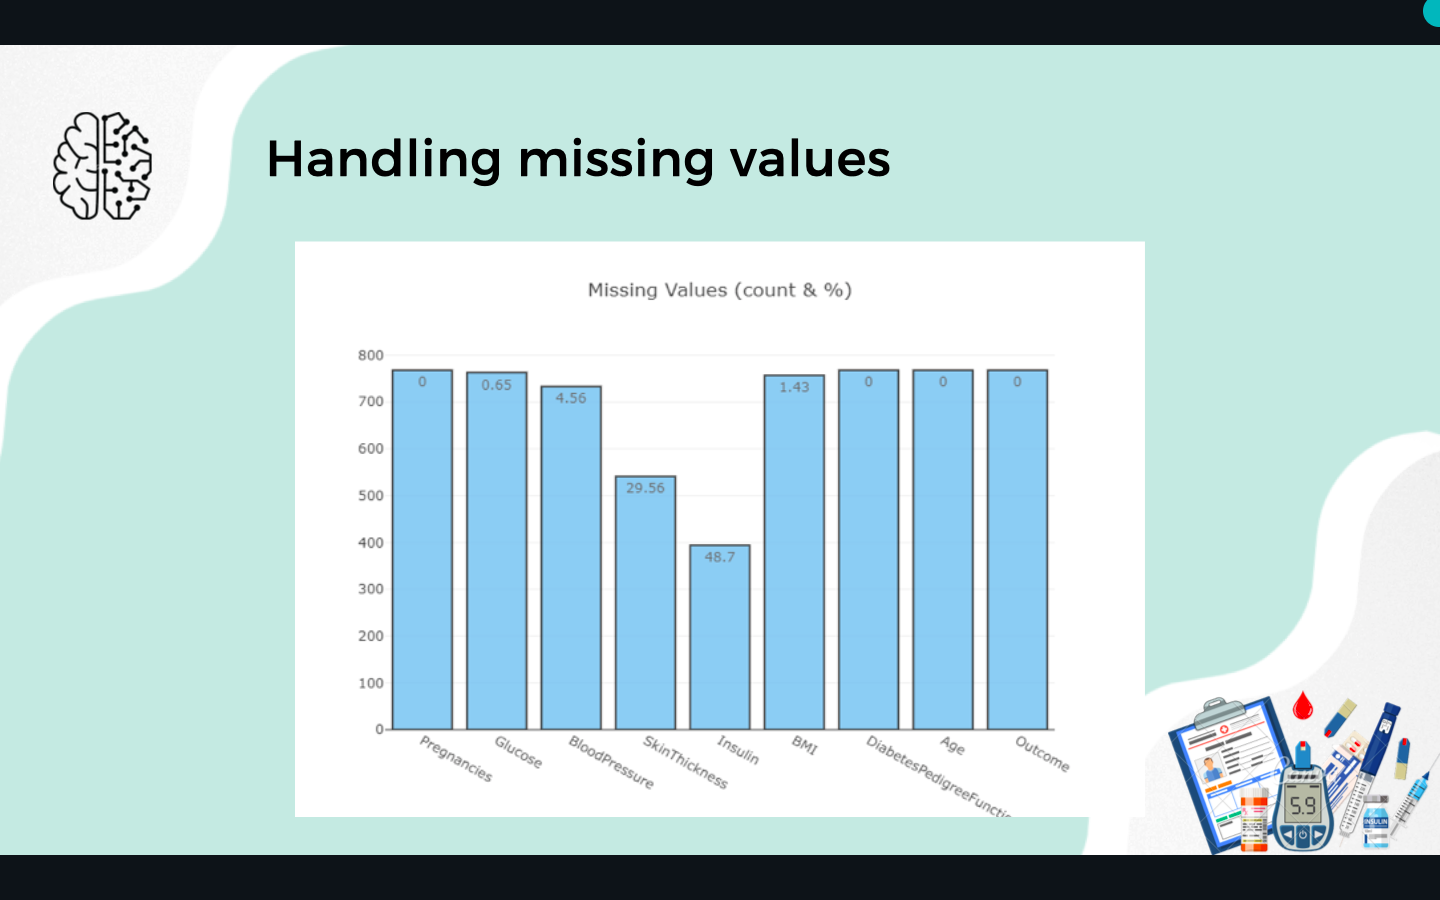 Handling missing values
Missing Values (count & %)
800
700
600
500
400
300
200
100
0
0
0.65
4.56
29.56
48.7
1.43
0
0
0
Pregnancies
Glucose
BloodPressure
SkinThickness
Insulin
BMI
DiabetesPedigreeFunctio
Age
Outcome
5.9
INSULIN